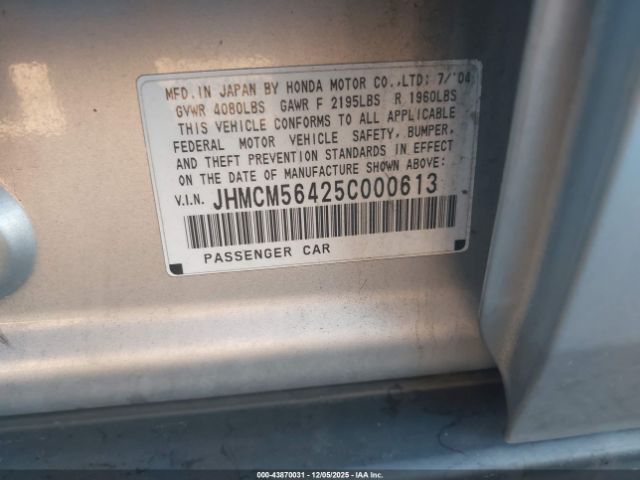 MFD. IN JAPAN BY HONDA MOTOR CO., LTD: 7/'04
GVWR 4080LBS GAWR F 2195LBS R 1960LBS
THIS VEHICLE CONFORMS TO ALL APPLICABLE
FEDERAL MOTOR VEHICLE SAFETY, BUMPER,
AND THEFT PREVENTION STANDARDS IN EFFECT
ON THE DATE OF MANUFACTURE SHOWN ABOVE:
V.I.N. JHMCM56425C000613
PASSENGER CAR
00-43870031 - 12/05/2025 - IAA Inc.